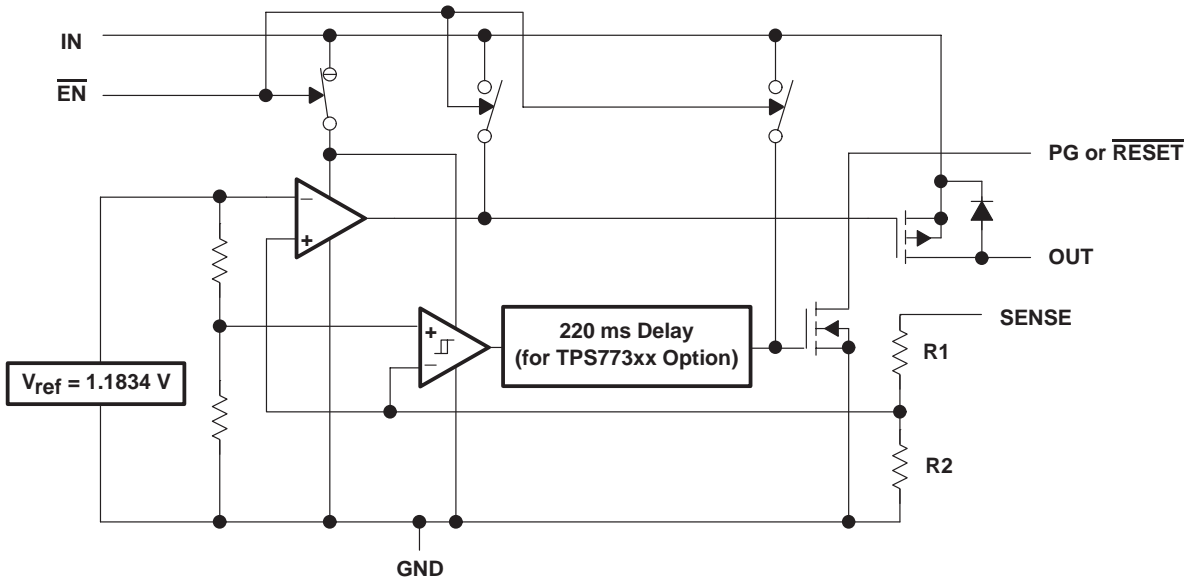 IN
EN
PG or RESET
OUT
SENSE
220 ms Delay
(for TPS773xx Option)
R1
Vref = 1.1834 V
R2
GND